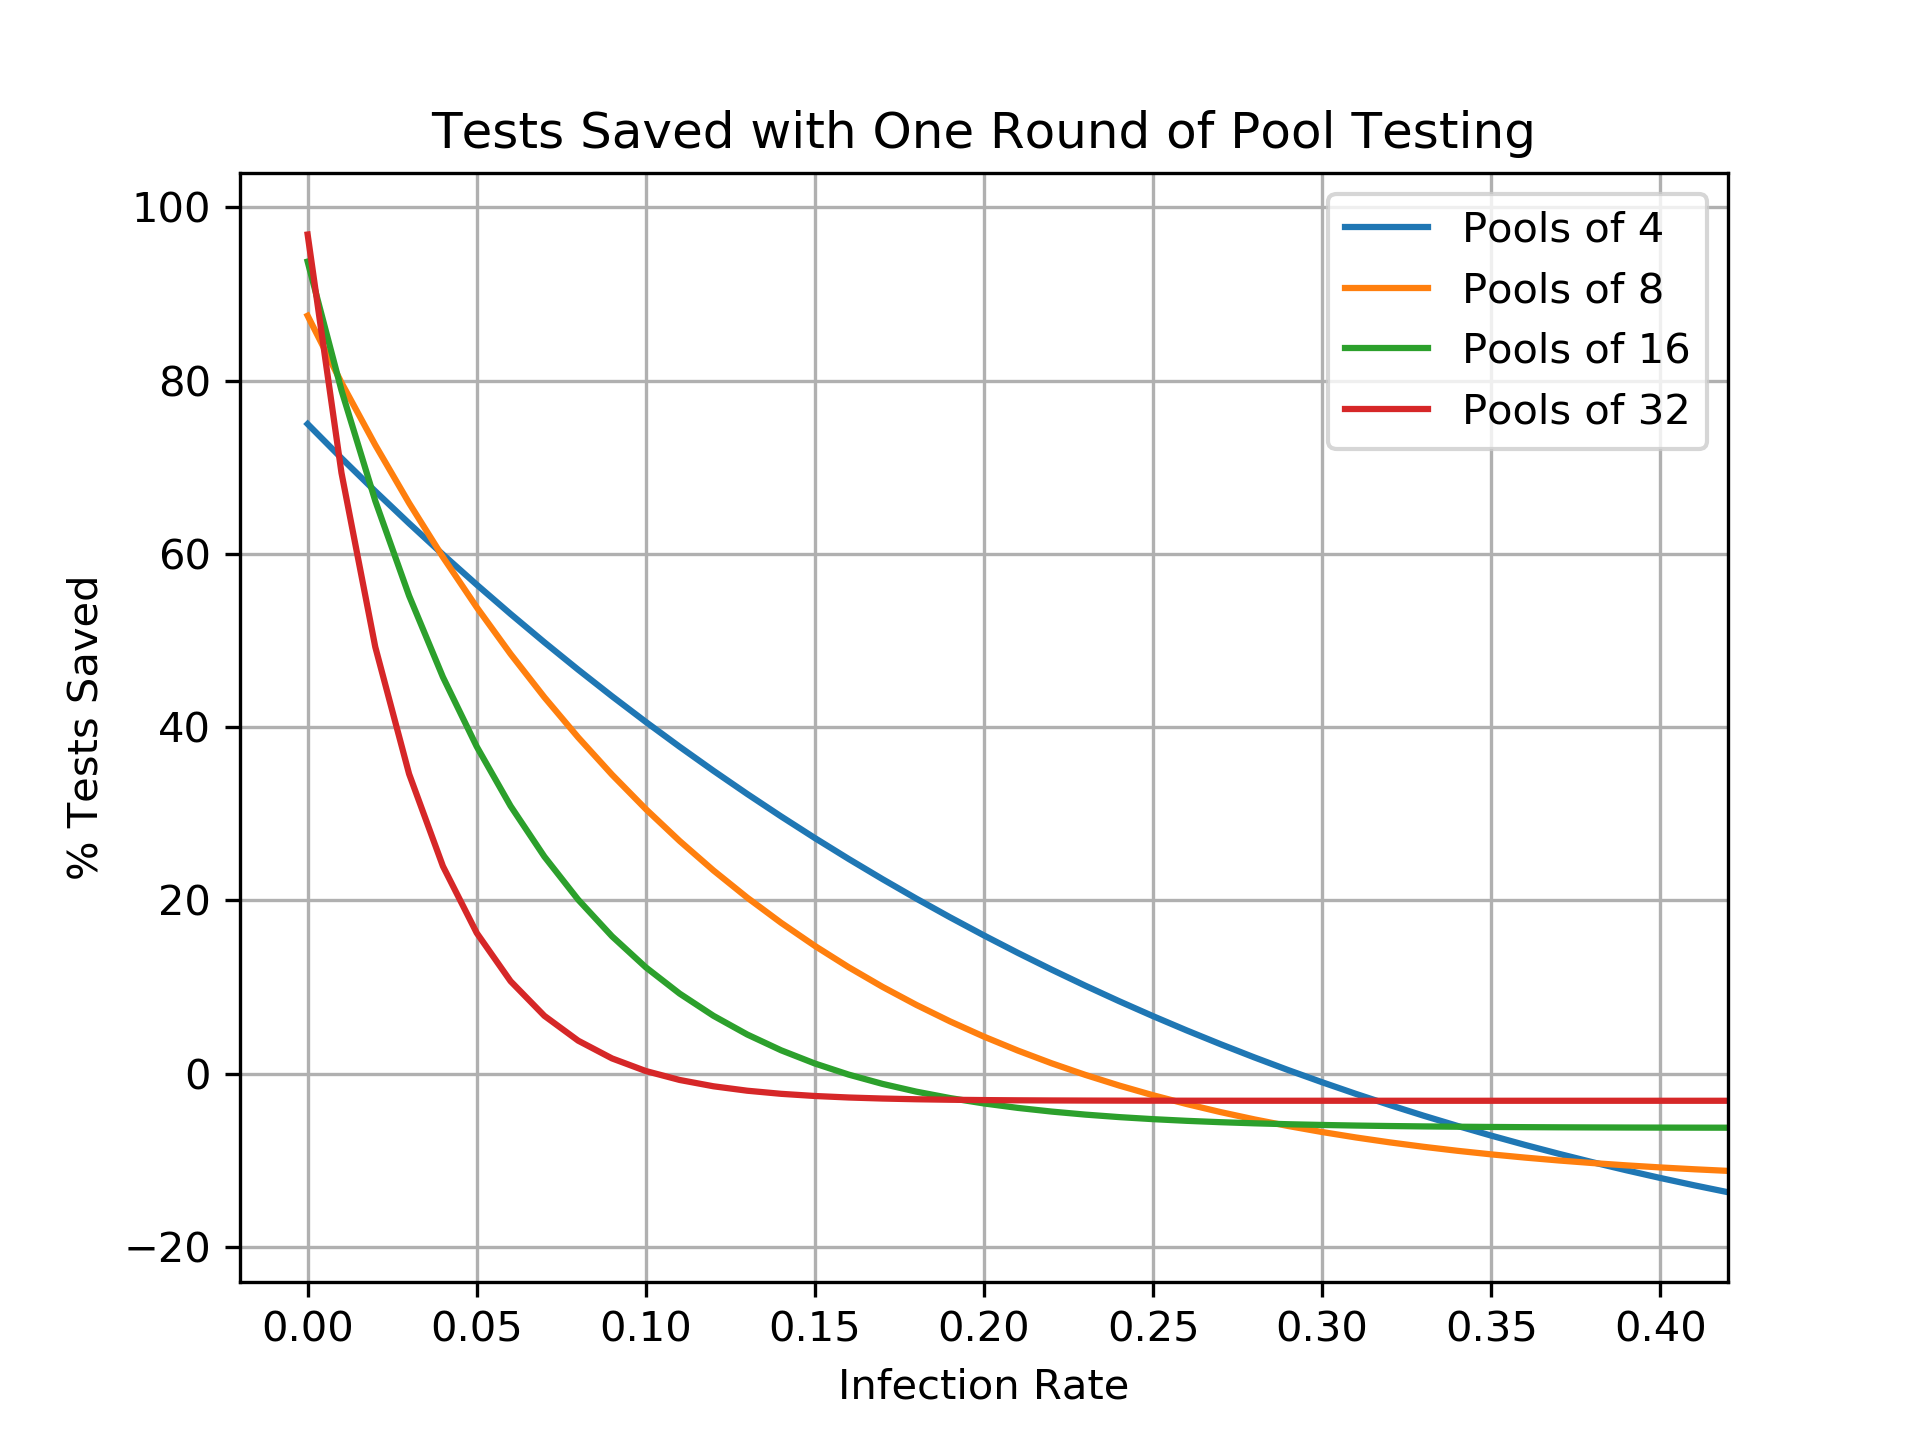 Tests Saved with One Round of Pool Testing
Pools of 4
Pools of 8
Pools of 16
Pools of 32
% Tests Saved
100
80
60
40
20
0
−20
0.00 0.05 0.10 0.15 0.20 0.25 0.30 0.35 0.40
Infection Rate